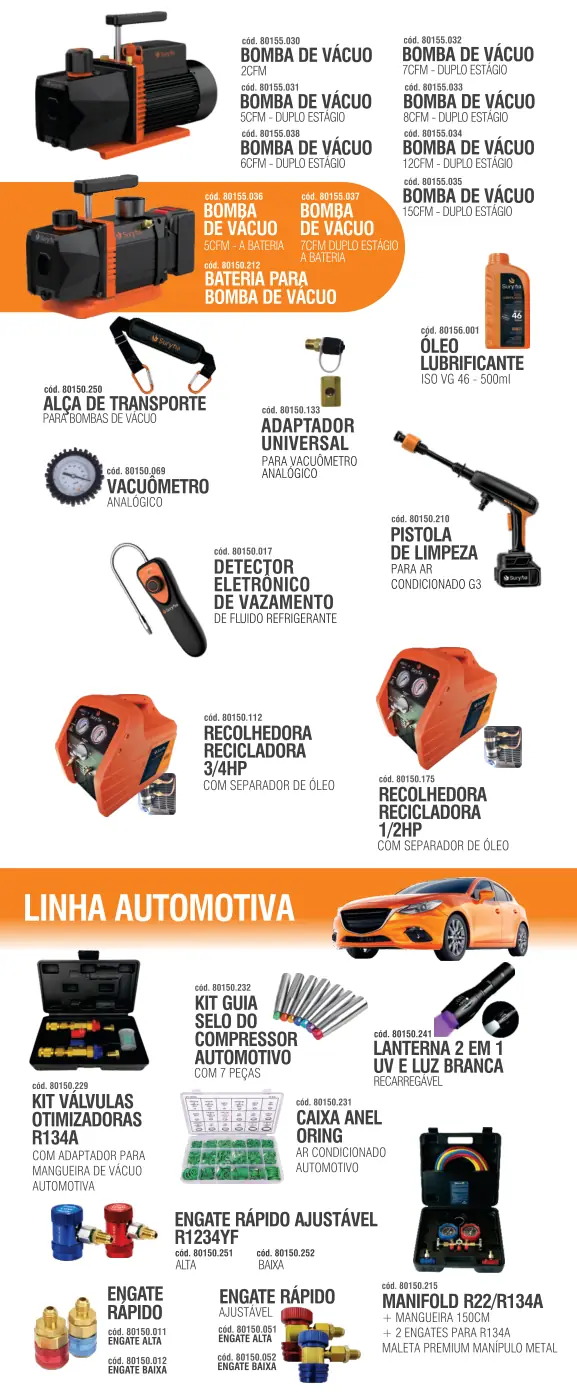 cód. 80155.030
BOMBA DE VÁCUO
2CFM
cód. 80155.031
BOMBA DE VÁCUO
5CFM - DUPLO ESTÁGIO
cód. 80155.038
BOMBA DE VÁCUO
6CFM - DUPLO ESTÁGIO
cód. 80155.032
BOMBA DE VÁCUO
7CFM - DUPLO ESTÁGIO
cód. 80155.033
BOMBA DE VÁCUO
8CFM - DUPLO ESTÁGIO
cód. 80155.034
BOMBA DE VÁCUO
12CFM - DUPLO ESTÁGIO
cód. 80155.035
BOMBA DE VÁCUO
15CFM - DUPLO ESTÁGIO
cód. 80155.036
BOMBA
DE VÁCUO
5CFM - A BATERIA
cód. 80155.037
BOMBA
DE VÁCUO
7CFM DUPLO ESTÁGIO
A BATERIA
cód. 80150.212
BATERIA PARA
BOMBA DE VÁCUO
Suryha
46
cód. 80156.001
ÓLEO
LUBRIFICANTE
ISO VG 46 - 500ml
Suryha
cód. 80150.250
ALÇA DE TRANSPORTE
PARA BOMBAS DE VÁCUO
cód. 80150.133
ADAPTADOR
UNIVERSAL
PARA VACUÔMETRO
ANALÓGICO
cód. 80150.069
VACUÔMETRO
ANALÓGICO
cód. 80150.210
PISTOLA
DE LIMPEZA
PARA AR
CONDICIONADO G3
Suryha
cód. 80150.017
DETECTOR
ELETRÔNICO
DE VAZAMENTO
DE FLUIDO REFRIGERANTE
cód. 80150.112
RECOLHEDORA
RECICLADORA
3/4HP
COM SEPARADOR DE ÓLEO
cód. 80150.175
RECOLHEDORA
RECICLADORA
1/2HP
COM SEPARADOR DE ÓLEO
LINHA AUTOMOTIVA
cód. 80150.229
KIT VÁLVULAS
OTIMIZADORAS
R134A
COM ADAPTADOR PARA
MANGUEIRA DE VÁCUO
AUTOMOTIVA
cód. 80150.232
KIT GUIA
SELO DO
COMPRESSOR
AUTOMOTIVO
COM 7 PEÇAS
cód. 80150.241
LANTERNA 2 EM 1
UV E LUZ BRANCA
RECARREGÁVEL
cód. 80150.231
CAIXA ANEL
ORING
AR CONDICIONADO
AUTOMOTIVO
ENGATE RÁPIDO AJUSTÁVEL
R1234YF
cód. 80150.251
ALTA
cód. 80150.252
BAIXA
ENGATE
RÁPIDO
cód. 80150.011
ENGATE ALTA
cód. 80150.012
ENGATE BAIXA
ENGATE RÁPIDO
AJUSTÁVEL
cód. 80150.051
ENGATE ALTA
cód. 80150.052
ENGATE BAIXA
cód. 80150.215
MANIFOLD R22/R134A
+ MANGUEIRA 150CM
+ 2 ENGATES PARA R134A
MALETA PREMIUM MANÍPULO METAL